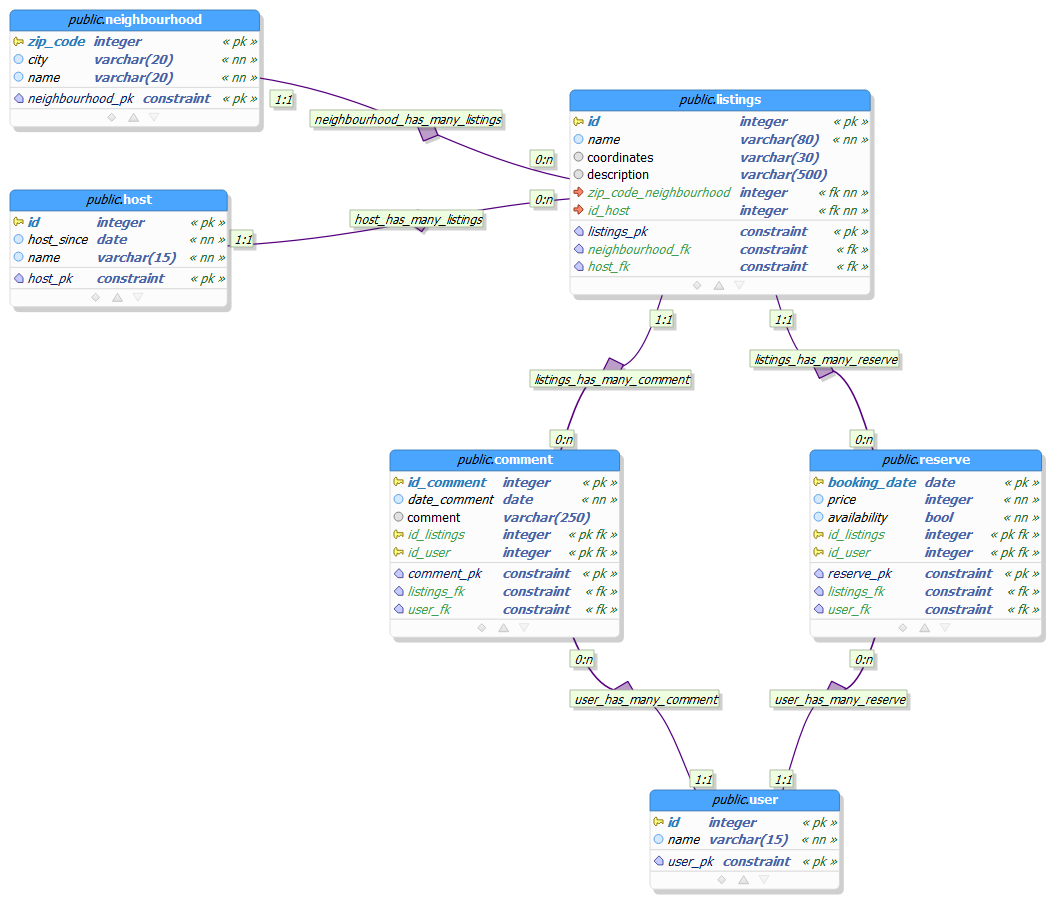 public.neighbourhood
zip_code integer « pk »
city varchar(20) « nn »
name varchar(20) « nn »
neighbourhood_pk constraint « pk »
1:1
neighbourhood_has_many_listings
0:n
public.listings
id integer « pk »
name varchar(80) « nn »
coordinates varchar(30)
description varchar(500)
zip_code_neighbourhood integer « fk nn »
id_host integer « fk nn »
listings_pk constraint « pk »
neighbourhood_fk constraint « fk »
host_fk constraint « fk »
public.host
id integer « pk »
host_since date « nn »
name varchar(15) « nn »
host_pk constraint « pk »
1:1
host_has_many_listings
0:n
1:1
listings_has_many_comment
0:n
1:1
listings_has_many_reserve
0:n
public.comment
id_comment integer « pk »
date_comment date « nn »
comment varchar(250)
id_listings integer « pk fk »
id_user integer « pk fk »
comment_pk constraint « pk »
listings_fk constraint « fk »
user_fk constraint « fk »
public.reserve
booking_date date « pk »
price integer « nn »
availability bool « nn »
id_listings integer « pk fk »
id_user integer « pk fk »
reserve_pk constraint « pk »
listings_fk constraint « fk »
user_fk constraint « fk »
0:n
user_has_many_comment
1:1
0:n
user_has_many_reserve
1:1
public.user
id integer « pk »
name varchar(15) « nn »
user_pk constraint « pk »